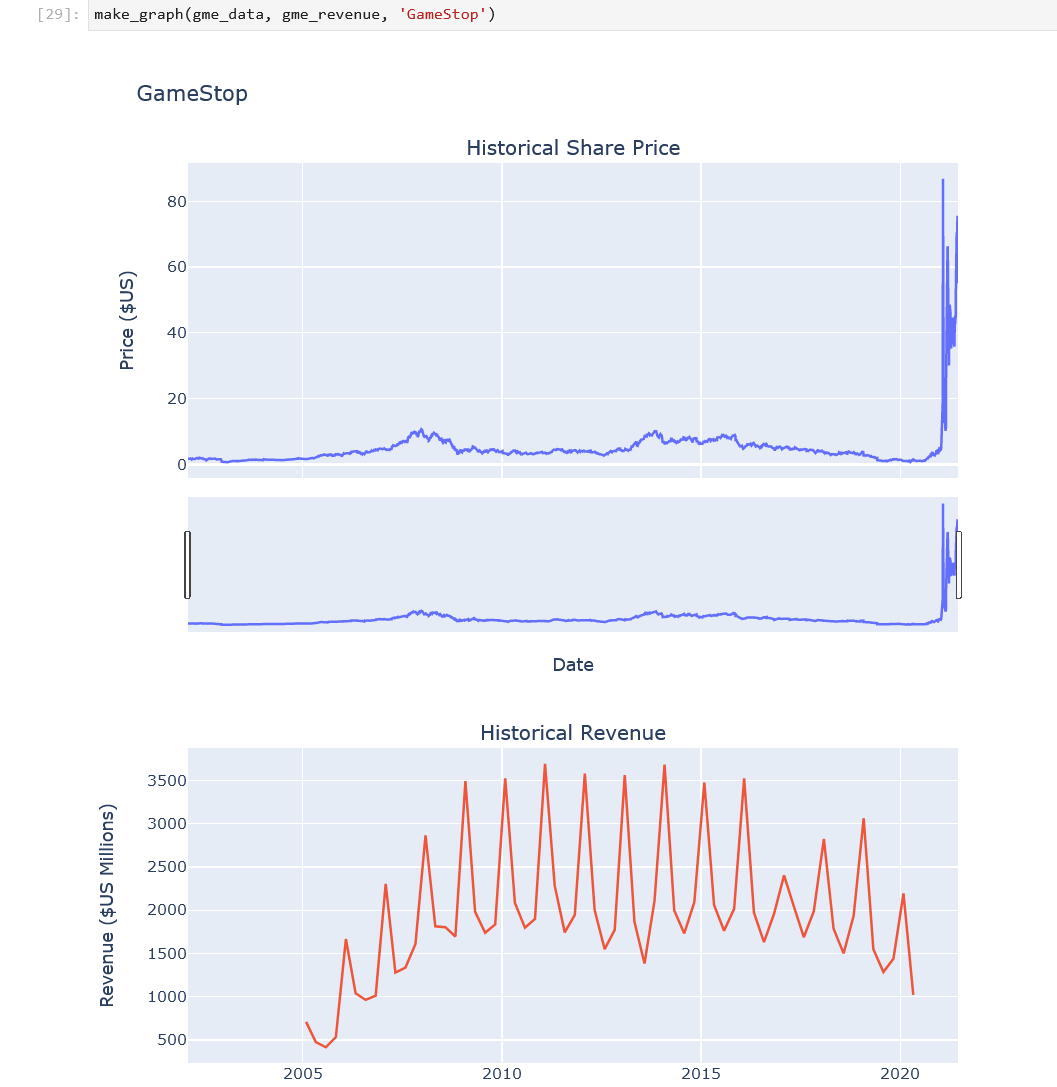 [29]: make_graph(gme_data, gme_revenue, 'GameStop')
GameStop
Historical Share Price
80
60
40
20
0
Price ($US)
Date
Historical Revenue
3500
3000
2500
2000
1500
1000
500
Revenue ($US Millions)
2005 2010 2015 2020